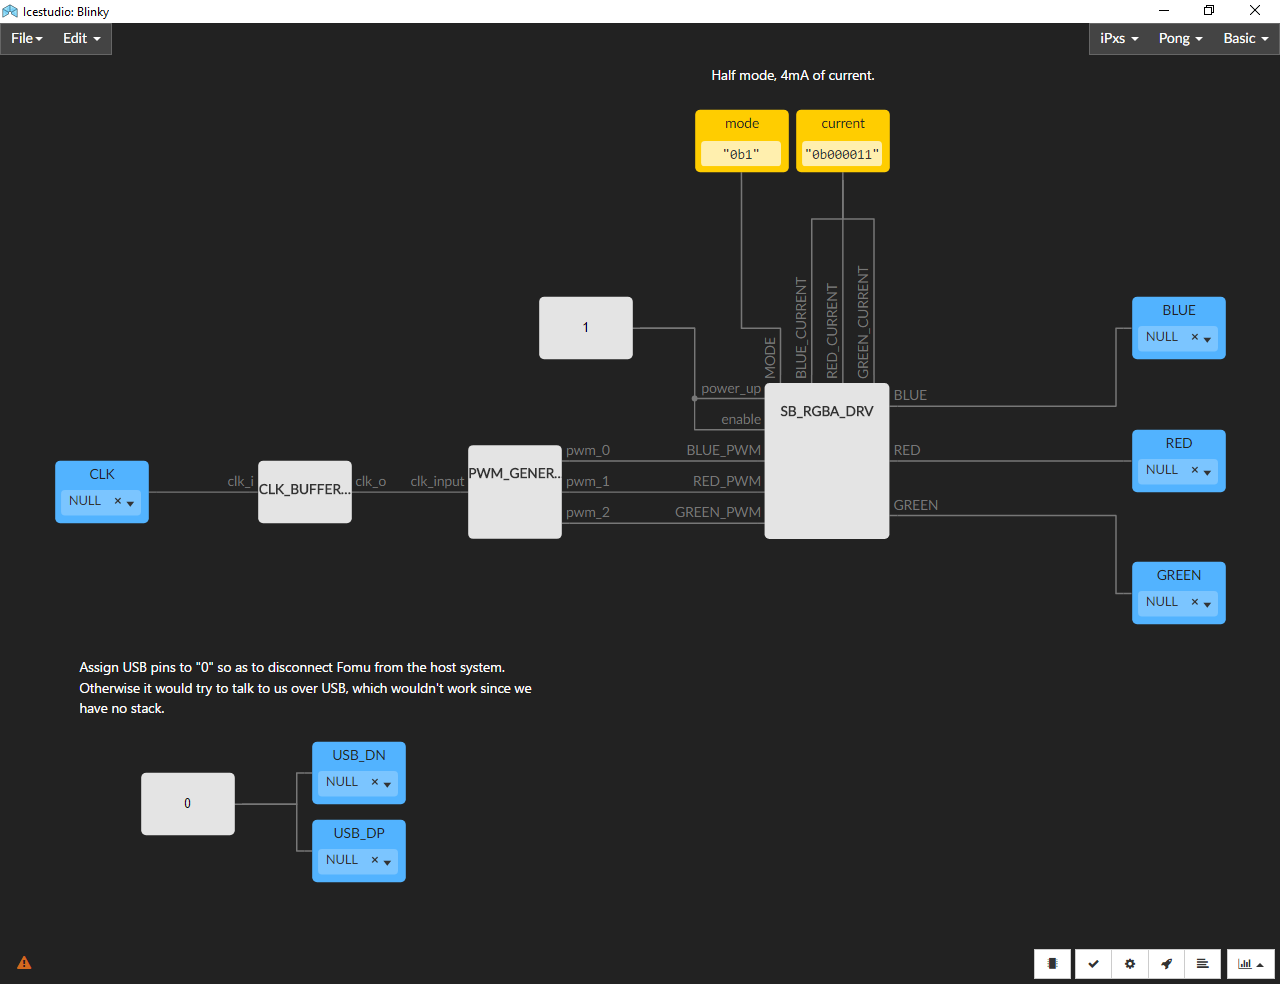 Icestudio: Blinky
File Edit iPxs Pong Basic
Half mode, 4mA of current.
mode current
"0b1" "0b000011"
1
MODE BLUE_CURRENT RED_CURRENT GREEN_CURRENT
BLUE
NULL × 
power_up
enable
SB_RGBA_DRV
BLUE
RED
GREEN
RED
NULL ×
BLUE_PWM
RED_PWM
GREEN_PWM
CLK
NULL ×
clk_i CLK_BUFFER... clk_o
clk_input PWM_GENER..
pwm_0
pwm_1
pwm_2
GREEN
NULL ×
Assign USB pins to "0" so as to disconnect Fomu from the host system.
Otherwise it would try to talk to us over USB, which wouldn't work since we
have no stack.
USB_DN
NULL ×
0
USB_DP
NULL ×